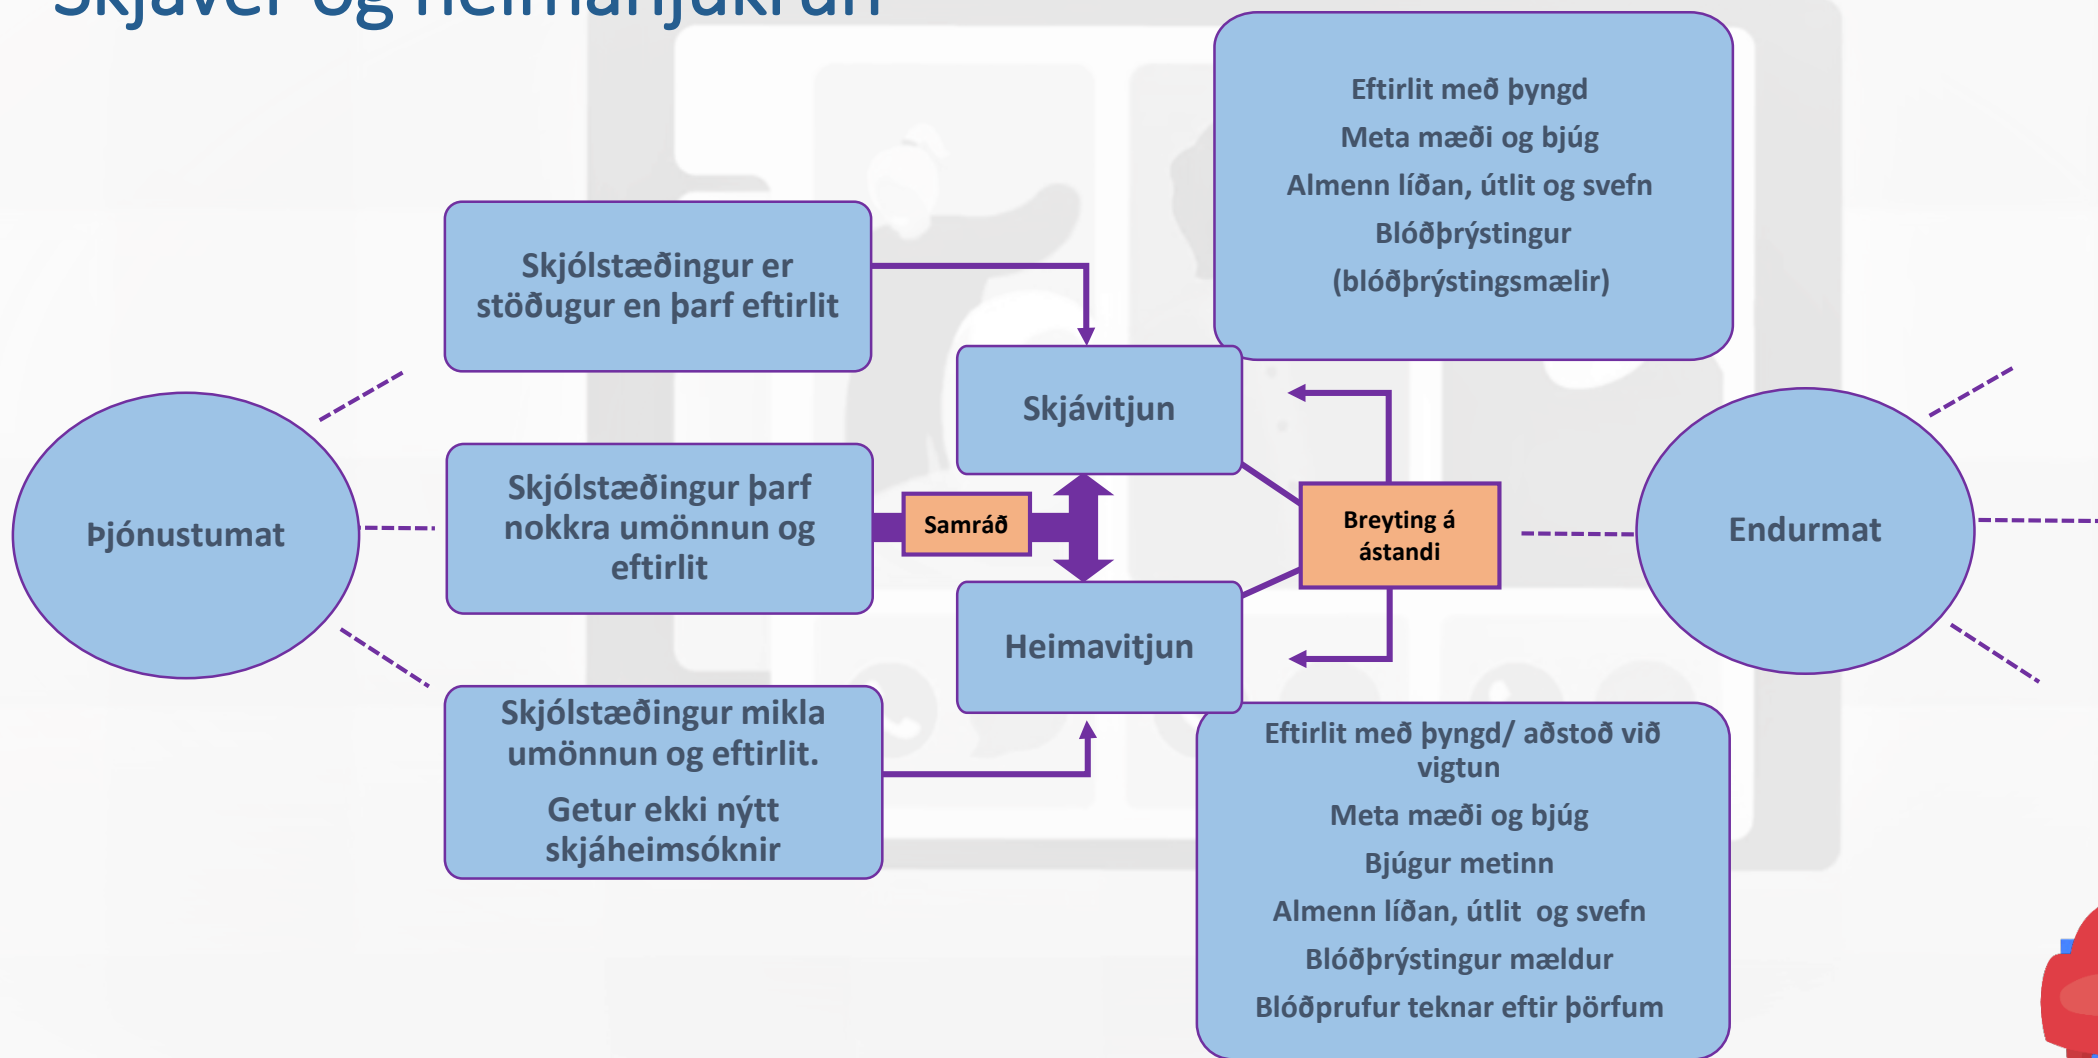 Skjáver og heimahjúkrun
Eftirlit með þyngd
Meta mæði og bjúg
Almenn líðan, útlit og svefn
Blóðþrýstingur
(blóðþrýstingsmælir)
Skjólstæðingur er
stöðugur en þarf eftirlit
Skjávitjun
Þjónustumat
Skjólstæðingur þarf
nokkra umönnun og
eftirlit
Samráð
Breyting á
ástandi
Endurmat
Heimavitjun
Skjólstæðingur mikla
umönnun og eftirlit.
Getur ekki nýtt
skjáheimsóknir
Eftirlit með þyngd/ aðstoð við
vigtun
Meta mæði og bjúg
Bjúgur metinn
Almenn líðan, útlit og svefn
Blóðþrýstingur mældur
Blóðprufur teknar eftir þörfum